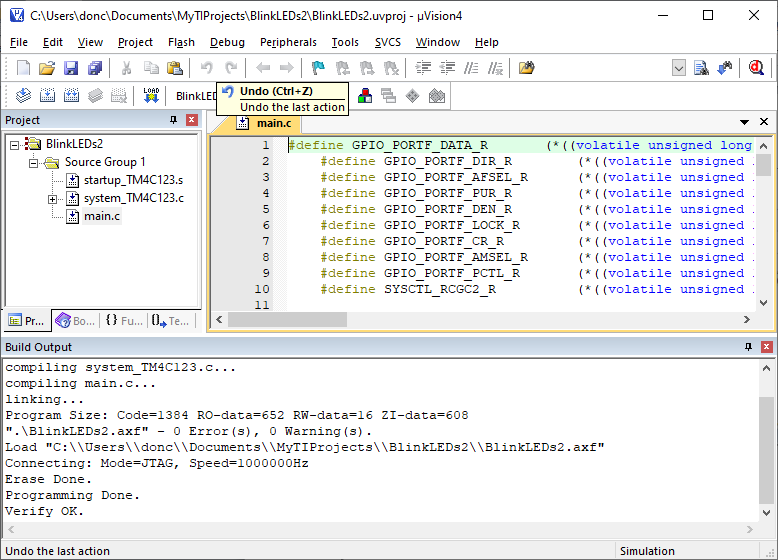 C:\Users\donc\Documents\MyTIProjects\BlinkLEDs2\BlinkLEDs2.uvproj - µVision4
File Edit View Project Flash Debug Peripherals Tools SVCS Window Help
LOAD
BlinkLED
Undo (Ctrl+Z)
Undo the last action
Project
BlinkLEDs2
Source Group 1
startup_TM4C123.s
system_TM4C123.c
main.c
Pr... Bo... {} Fu... 0. Te...
main.c
1 #define GPIO_PORTF_DATA_R (*((volatile unsigned long
2 #define GPIO_PORTF_DIR_R (*((volatile unsigned
3 #define GPIO_PORTF_AFSEL_R (*((volatile unsigned
4 #define GPIO_PORTF_PUR_R (*((volatile unsigned
5 #define GPIO_PORTF_DEN_R (*((volatile unsigned
6 #define GPIO_PORTF_LOCK_R (*((volatile unsigned
7 #define GPIO_PORTF_CR_R (*((volatile unsigned
8 #define GPIO_PORTF_AMSEL_R (*((volatile unsigned
9 #define GPIO_PORTF_PCTL_R (*((volatile unsigned
10 #define SYSCTL_RCGC2_R (*((volatile unsigned
11
Build Output
compiling system_TM4C123.c...
compiling main.c...
linking...
Program Size: Code=1384 RO-data=652 RW-data=16 ZI-data=608
".\BlinkLEDs2.axf" - 0 Error(s), 0 Warning(s).
Load "C:\\Users\\donc\\Documents\\MyTIProjects\\BlinkLEDs2\\BlinkLEDs2.axf"
Connecting: Mode=JTAG, Speed=1000000Hz
Erase Done.
Programming Done.
Verify OK.
Undo the last action
Simulation